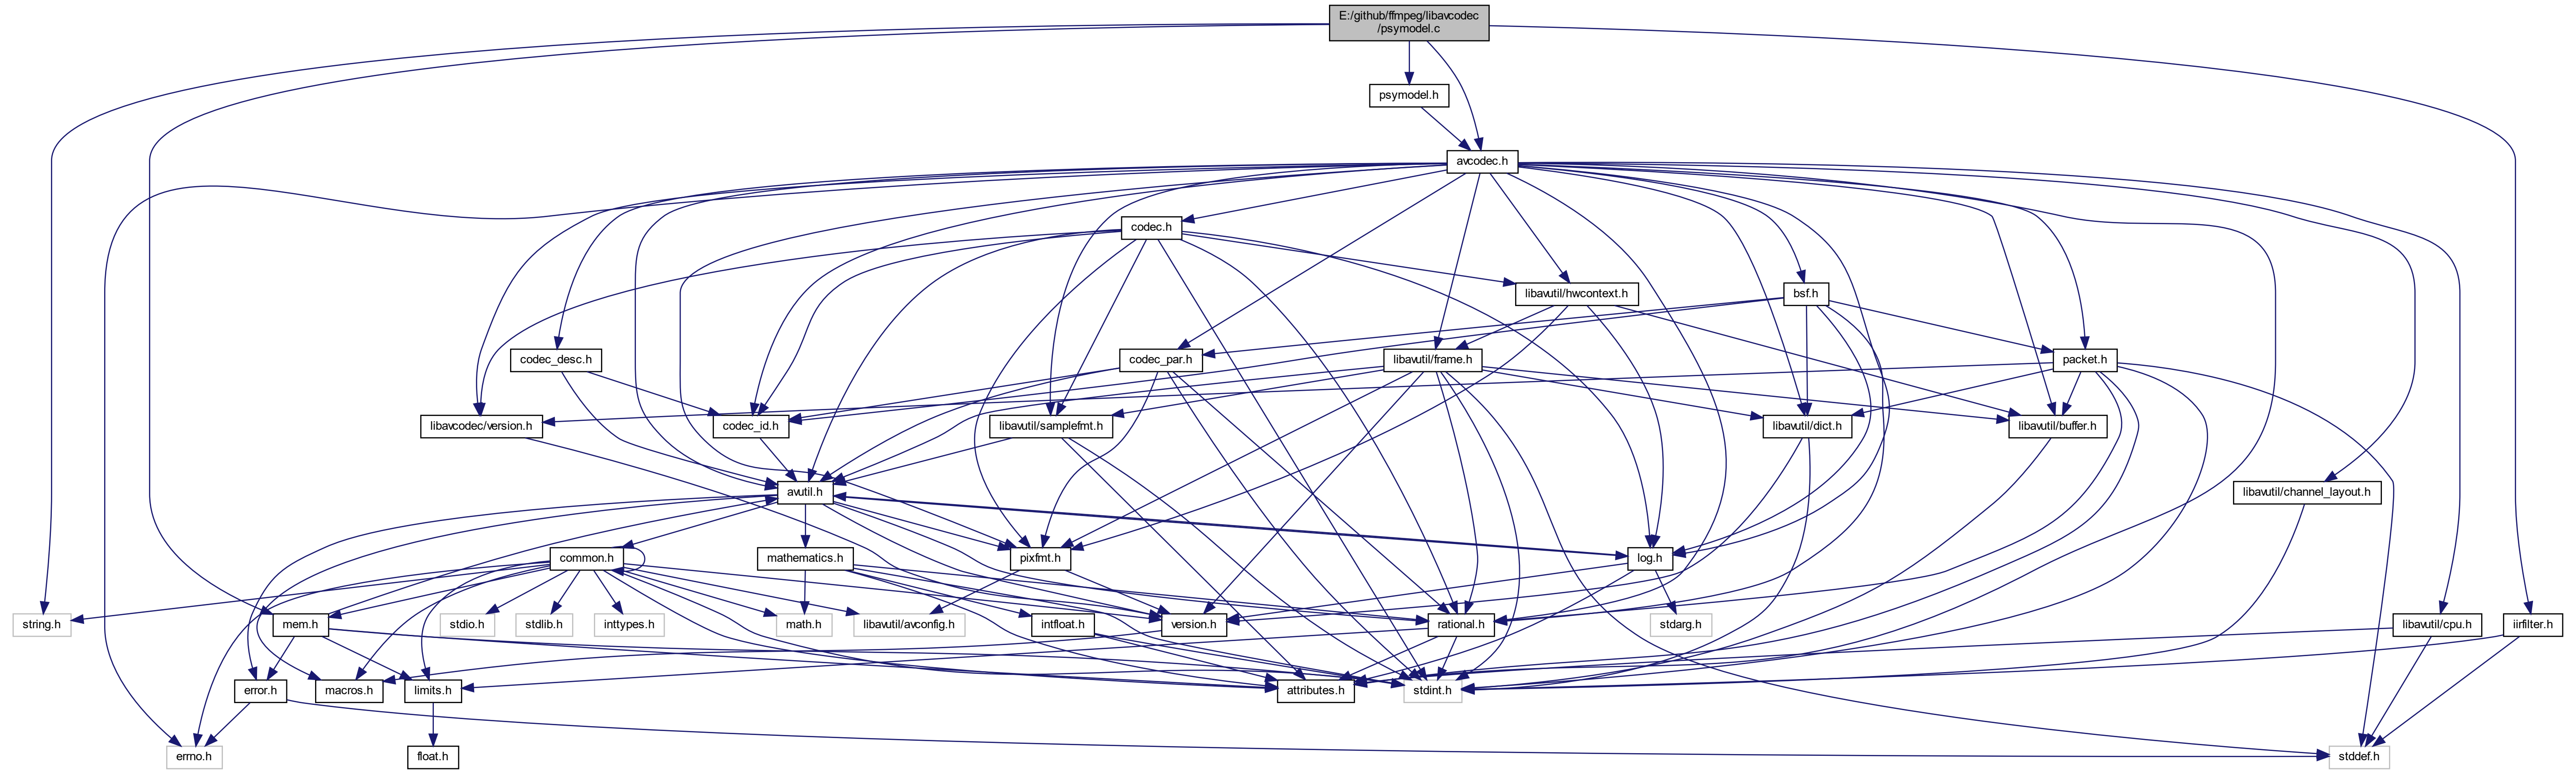 E:/github/ffmpeg/libavcodec
/psymodel.c
psymodel.h
avcodec.h
codec.h
libavutil/hwcontext.h
bsf.h
codec_desc.h
codec_par.h
libavutil/frame.h
packet.h
libavcodec/version.h
codec_id.h
libavutil/samplefmt.h
libavutil/dict.h
libavutil/buffer.h
avutil.h
libavutil/channel_layout.h
common.h
mathematics.h
pixfmt.h
log.h
string.h
mem.h
stdio.h
stdlib.h
inttypes.h
math.h
libavutil/avconfig.h
intfloat.h
version.h
rational.h
stdarg.h
libavutil/cpu.h
iirfilter.h
error.h
macros.h
limits.h
attributes.h
stdint.h
errno.h
float.h
stddef.h